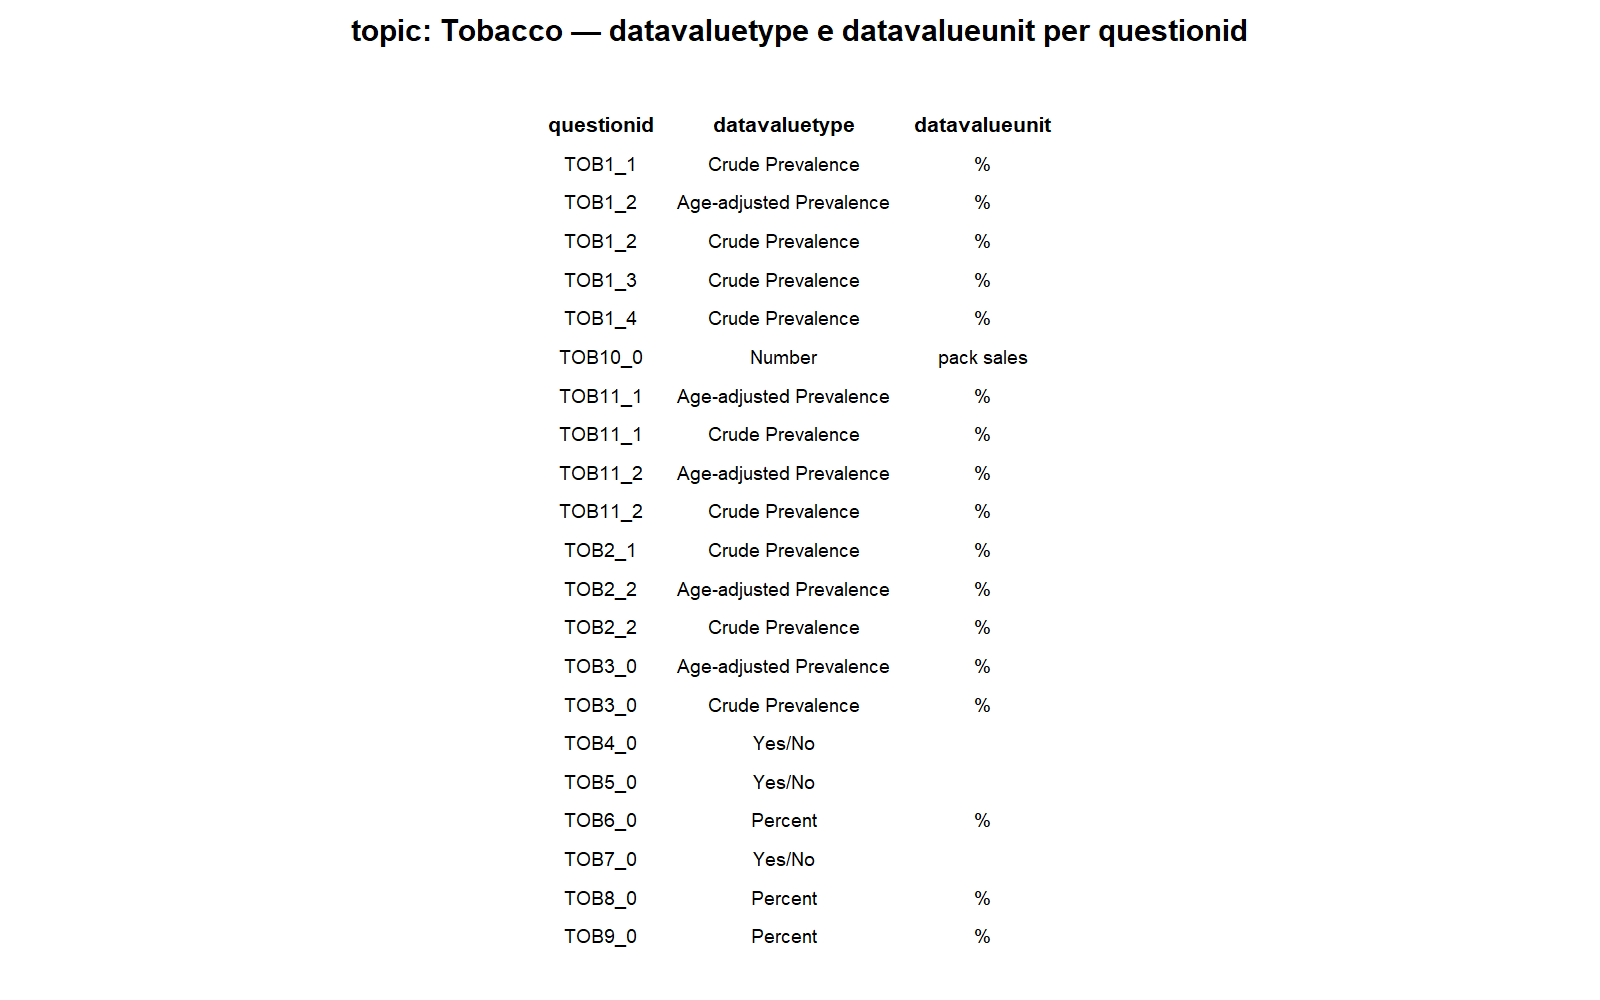 topic: Tobacco — datavaluetype e datavalueunit per questionid
questionid datavaluetype datavalueunit
TOB1_1 Crude Prevalence %
TOB1_2 Age-adjusted Prevalence %
TOB1_2 Crude Prevalence %
TOB1_3 Crude Prevalence %
TOB1_4 Crude Prevalence %
TOB10_0 Number pack sales
TOB11_1 Age-adjusted Prevalence %
TOB11_1 Crude Prevalence %
TOB11_2 Age-adjusted Prevalence %
TOB11_2 Crude Prevalence %
TOB2_1 Crude Prevalence %
TOB2_2 Age-adjusted Prevalence %
TOB2_2 Crude Prevalence %
TOB3_0 Age-adjusted Prevalence %
TOB3_0 Crude Prevalence %
TOB4_0 Yes/No
TOB5_0 Yes/No
TOB6_0 Percent %
TOB7_0 Yes/No
TOB8_0 Percent %
TOB9_0 Percent %